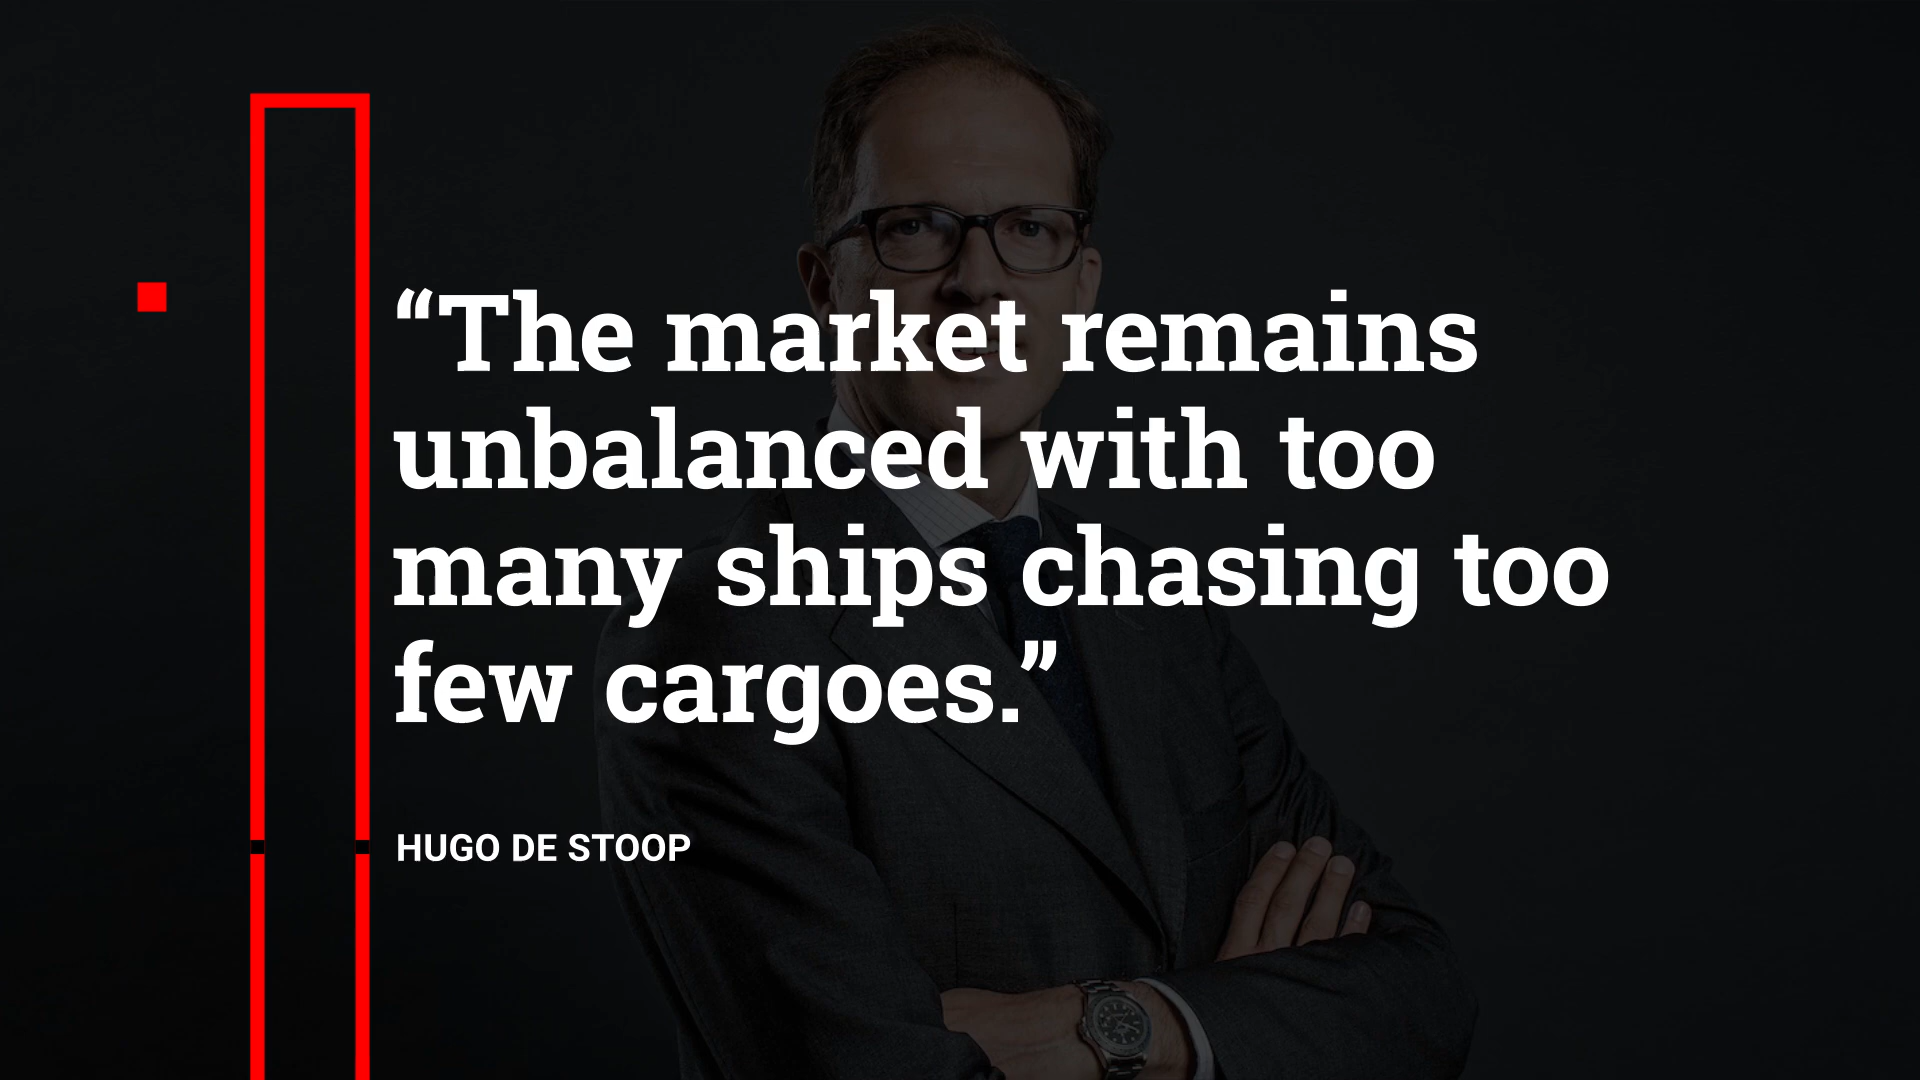 “The market remains
unbalanced with too
many ships chasing too
few cargoes.”
HUGO DE STOOP